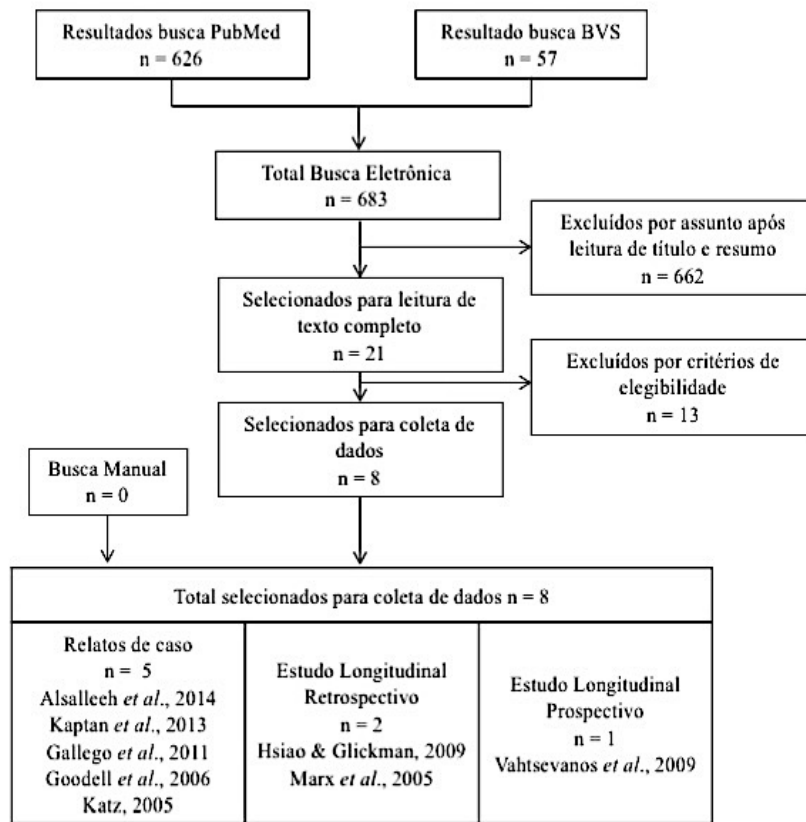 Resultados busca PubMed
n = 626
Resultado busca BVS
n = 57
Total Busca Eletrônica
n = 683
Excluídos por assunto após
leitura de título e resumo
n = 662
Selecionados para leitura de
texto completo
n = 21
Excluídos por critérios de
elegibilidade
n = 13
Selecionados para coleta de
dados
n = 8
Busca Manual
n = 0
Total selecionados para coleta de dados n = 8
Relatos de caso
n = 5
Alsalleeh et al., 2014
Kaptan et al., 2013
Gallego et al., 2011
Goodell et al., 2006
Katz, 2005
Estudo Longitudinal
Retrospectivo
n = 2
Hsiao & Glickman, 2009
Marx et al., 2005
Estudo Longitudinal
Prospectivo
n = 1
Vahtsevanos et al., 2009